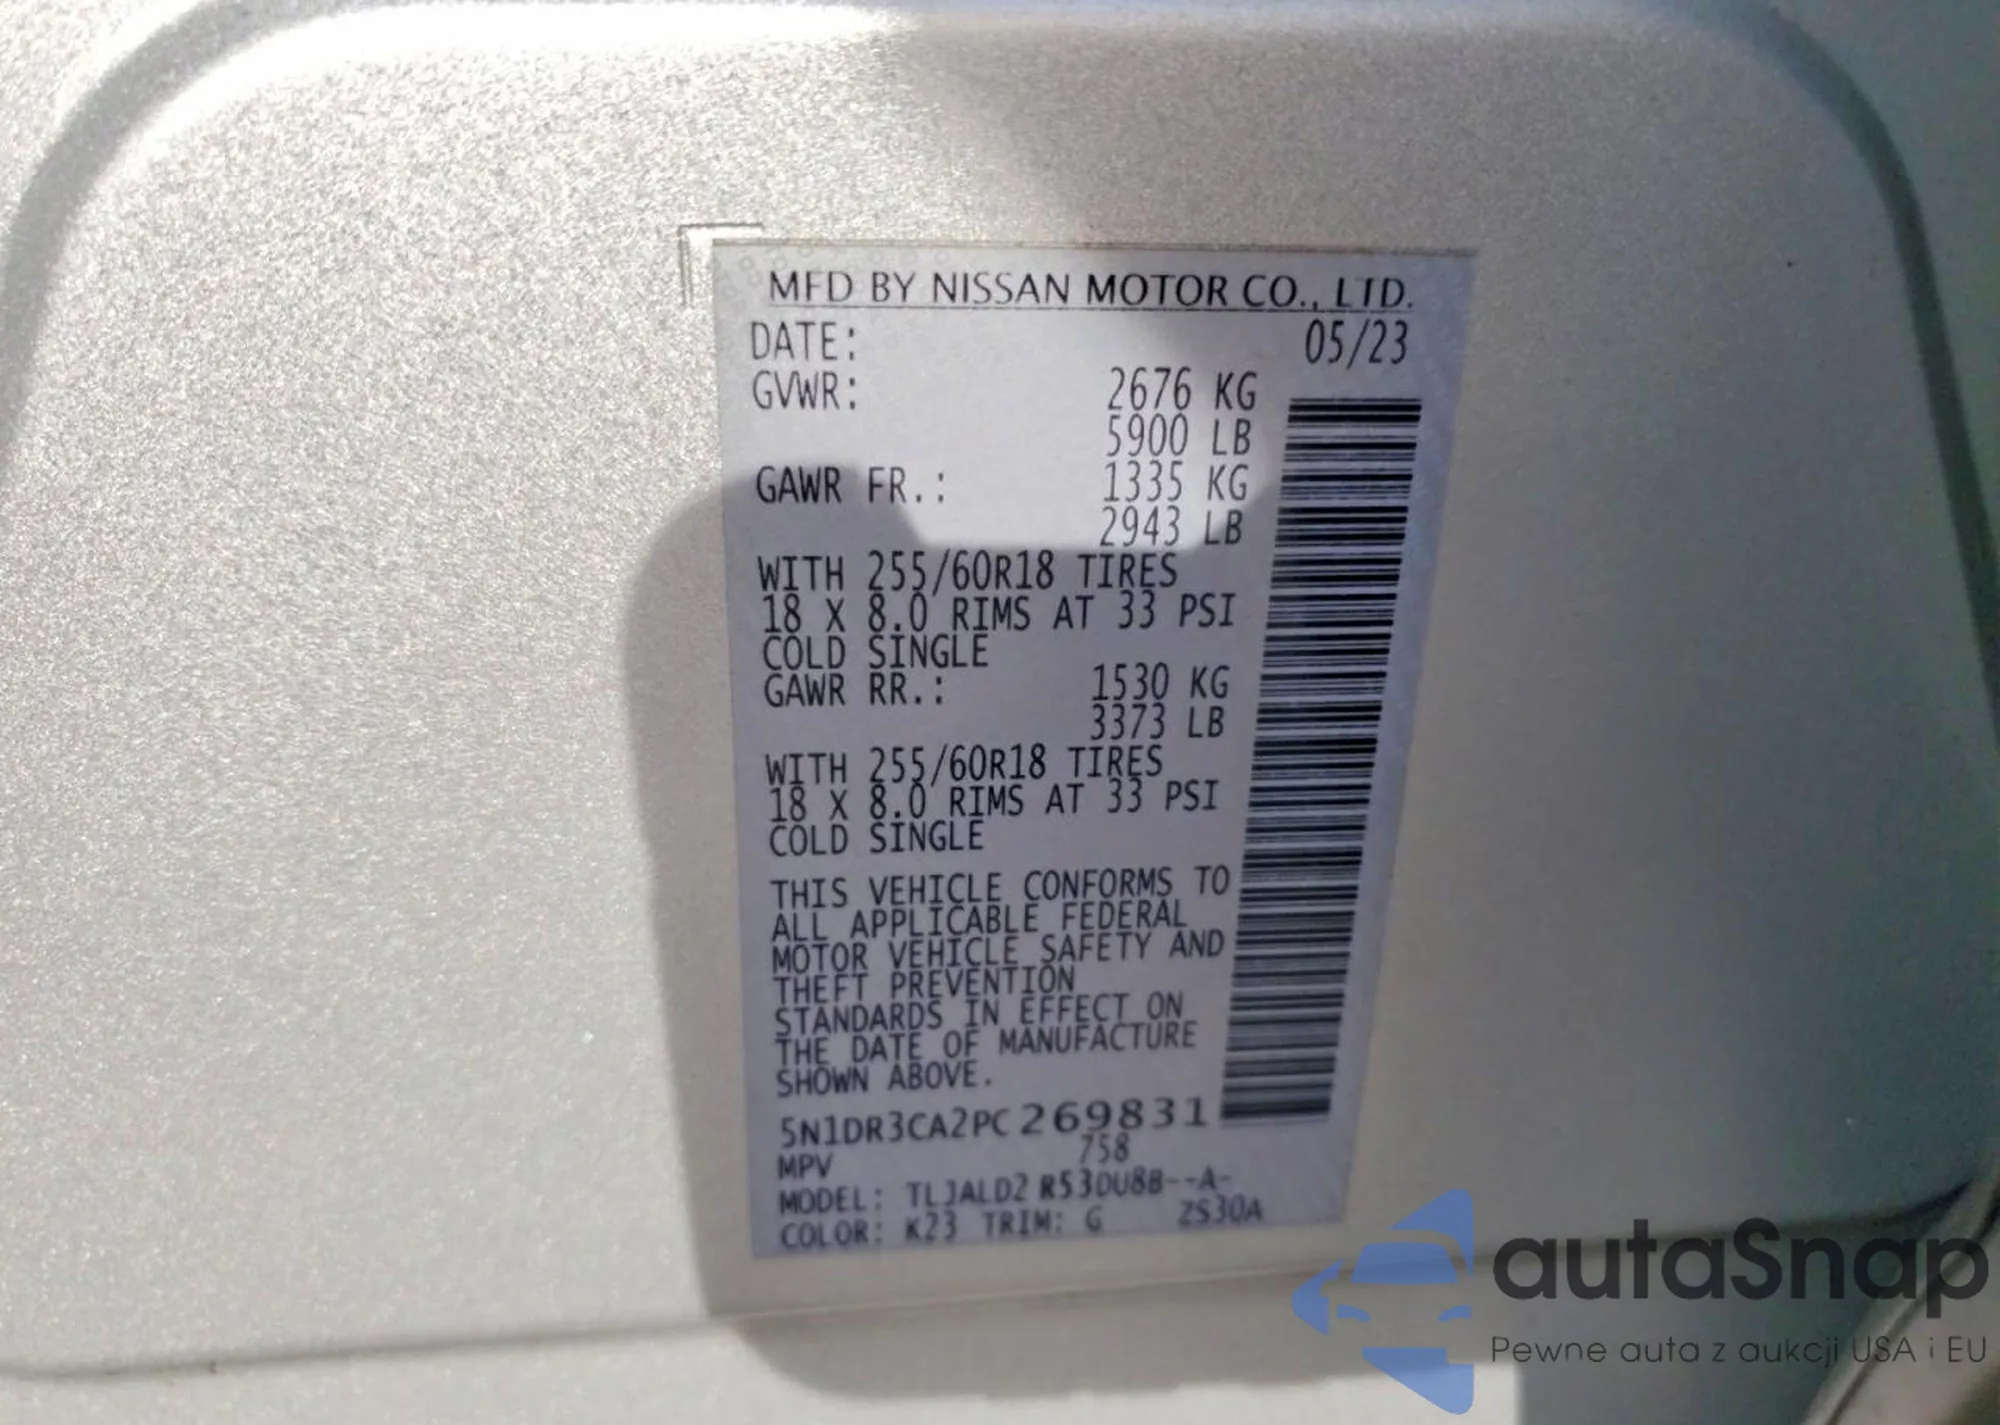 MFD BY NISSAN MOTOR CO., LTD.
DATE: 05/23
GVWR: 2676 KG
5900 LB
GAWR FR.: 1335 KG
2943 LB
WITH 255/60R18 TIRES
18 X 8.0 RIMS AT 33 PSI
COLD SINGLE
GAWR RR.: 1530 KG
3373 LB
WITH 255/60R18 TIRES
18 X 8.0 RIMS AT 33 PSI
COLD SINGLE
THIS VEHICLE CONFORMS TO
ALL APPLICABLE FEDERAL
MOTOR VEHICLE SAFETY AND
THEFT PREVENTION
STANDARDS IN EFFECT ON
THE DATE OF MANUFACTURE
SHOWN ABOVE.
5N1DR3CA2PC269831
MPV 758
MODEL: TLJALD2 R530U8B--A-
COLOR: K23 TRIM: G ZS30A
autaSnap
Pewne auta z aukcji USA i EU